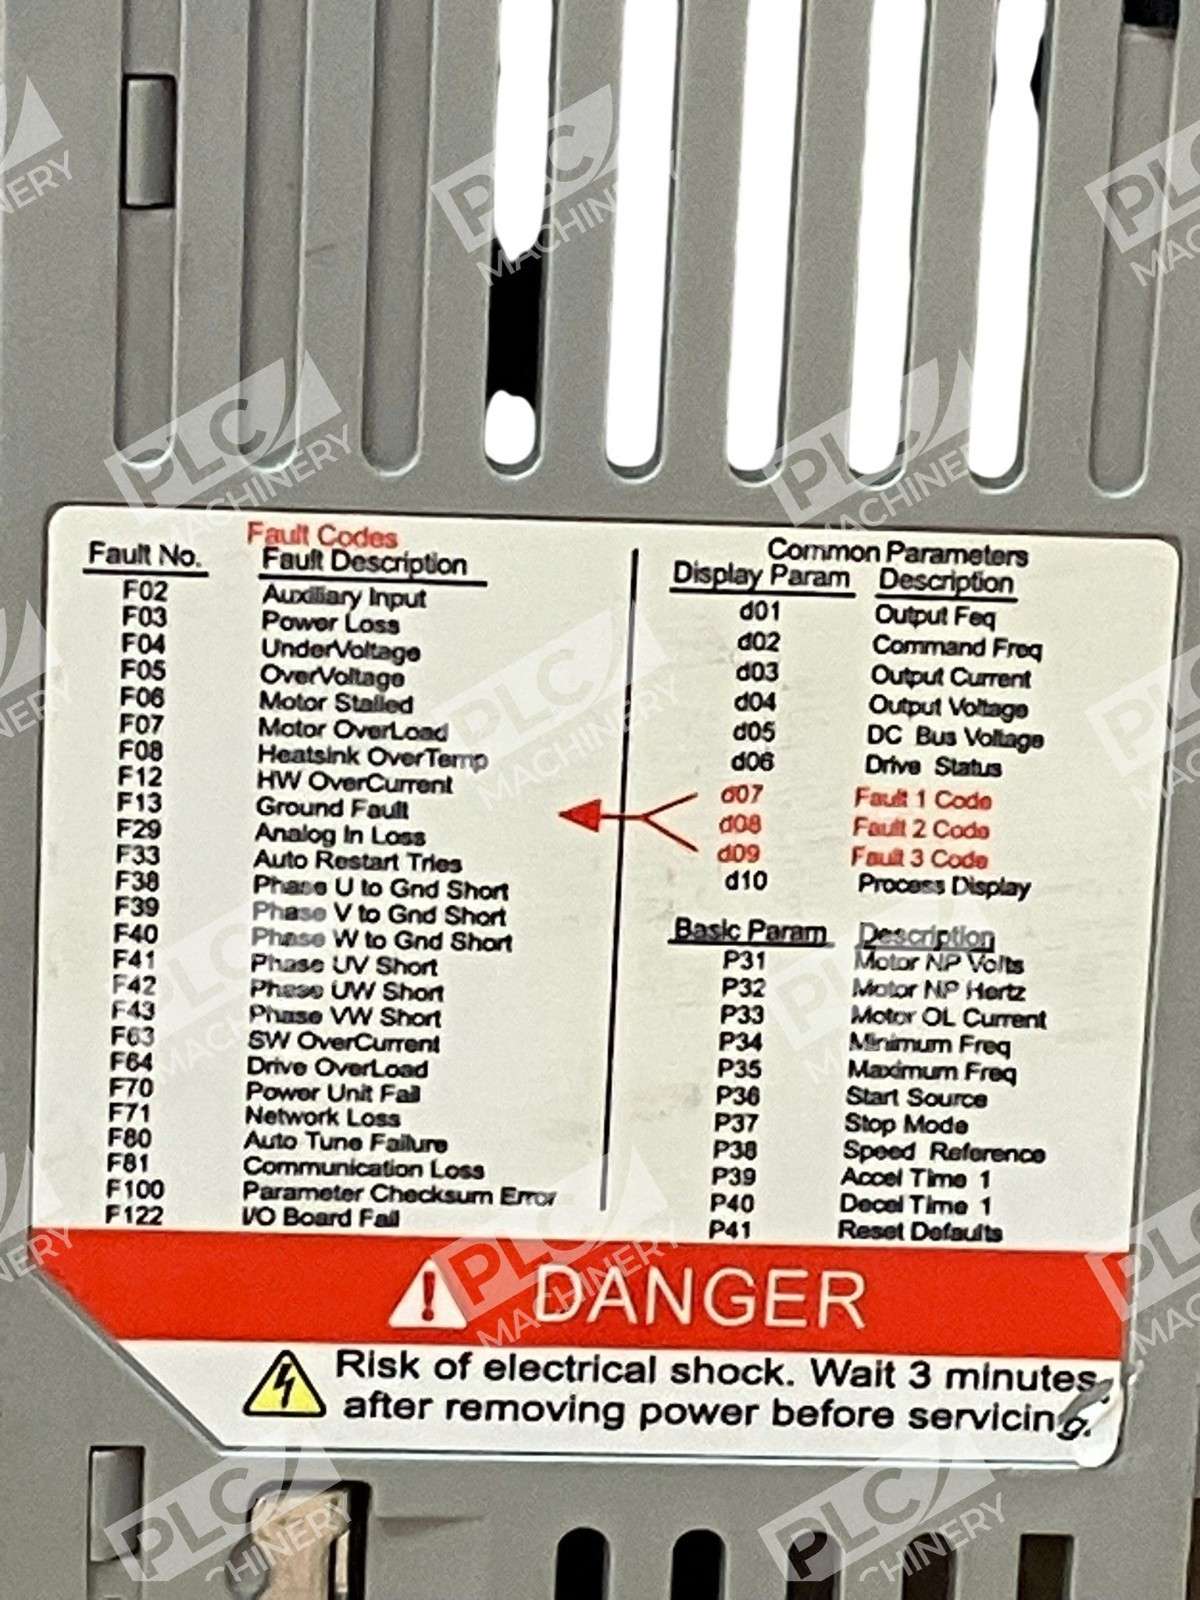 Fault Codes
Fault No. Fault Description
F02 Auxiliary Input
F03 Power Loss
F04 UnderVoltage
F05 OverVoltage
F06 Motor Stalled
F07 Motor OverLoad
F08 Heatsink OverTemp
F12 HW OverCurrent
F13 Ground Fault
F29 Analog In Loss
F33 Auto Restart Tries
F38 Phase U to Gnd Short
F39 Phase V to Gnd Short
F40 Phase W to Gnd Short
F41 Phase UV Short
F42 Phase UW Short
F43 Phase VW Short
F63 SW OverCurrent
F64 Drive OverLoad
F70 Power Unit Fail
F71 Network Loss
F80 Auto Tune Failure
F81 Communication Loss
F100 Parameter Checksum Error
F122 I/O Board Fail
Common Parameters
Display Param Description
d01 Output Feq
d02 Command Freq
d03 Output Current
d04 Output Voltage
d05 DC Bus Voltage
d06 Drive Status
d07 Fault 1 Code
d08 Fault 2 Code
d09 Fault 3 Code
d10 Process Display
Basic Param Description
P31 Motor NP Volts
P32 Motor NP Hertz
P33 Motor OL Current
P34 Minimum Freq
P35 Maximum Freq
P36 Start Source
P37 Stop Mode
P38 Speed Reference
P39 Accel Time 1
P40 Decel Time 1
P41 Reset Defaults
DANGER
Risk of electrical shock. Wait 3 minutes
after removing power before servicing.
PLC MACHINERY